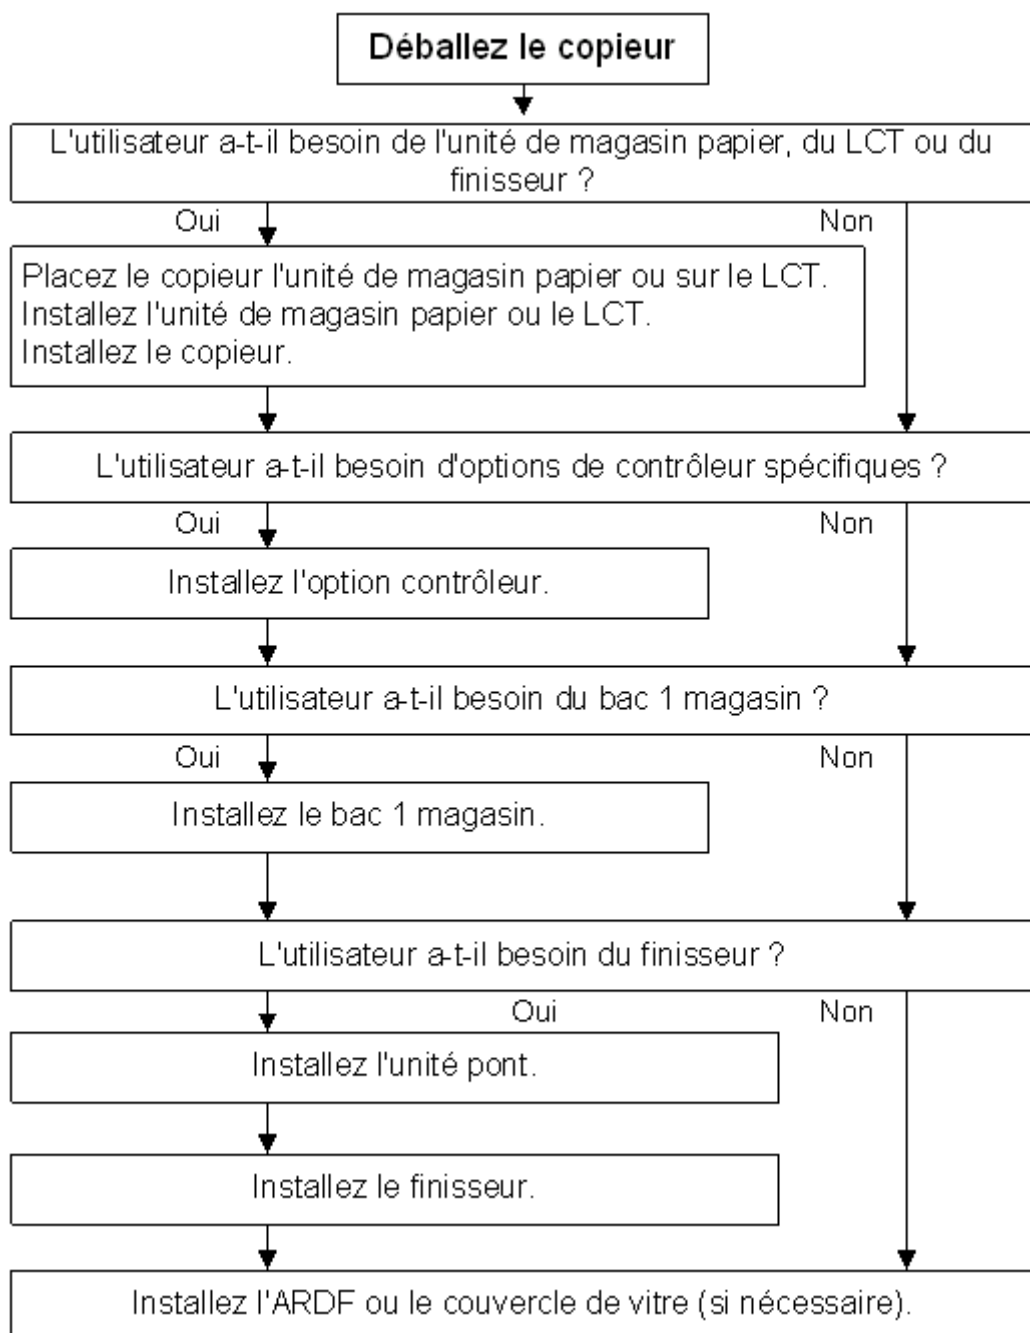 Déballez le copieur
L'utilisateur a-t-il besoin de l'unité de magasin papier, du LCT ou du
finisseur ?
Oui
Non
Placez le copieur l'unité de magasin papier ou sur le LCT.
Installez l'unité de magasin papier ou le LCT.
Installez le copieur.
L'utilisateur a-t-il besoin d'options de contrôleur spécifiques ?
Oui
Non
Installez l'option contrôleur.
L'utilisateur a-t-il besoin du bac 1 magasin ?
Oui
Non
Installez le bac 1 magasin.
L'utilisateur a-t-il besoin du finisseur ?
Oui
Non
Installez l'unité pont.
Installez le finisseur.
Installez l'ARDF ou le couvercle de vitre (si nécessaire).